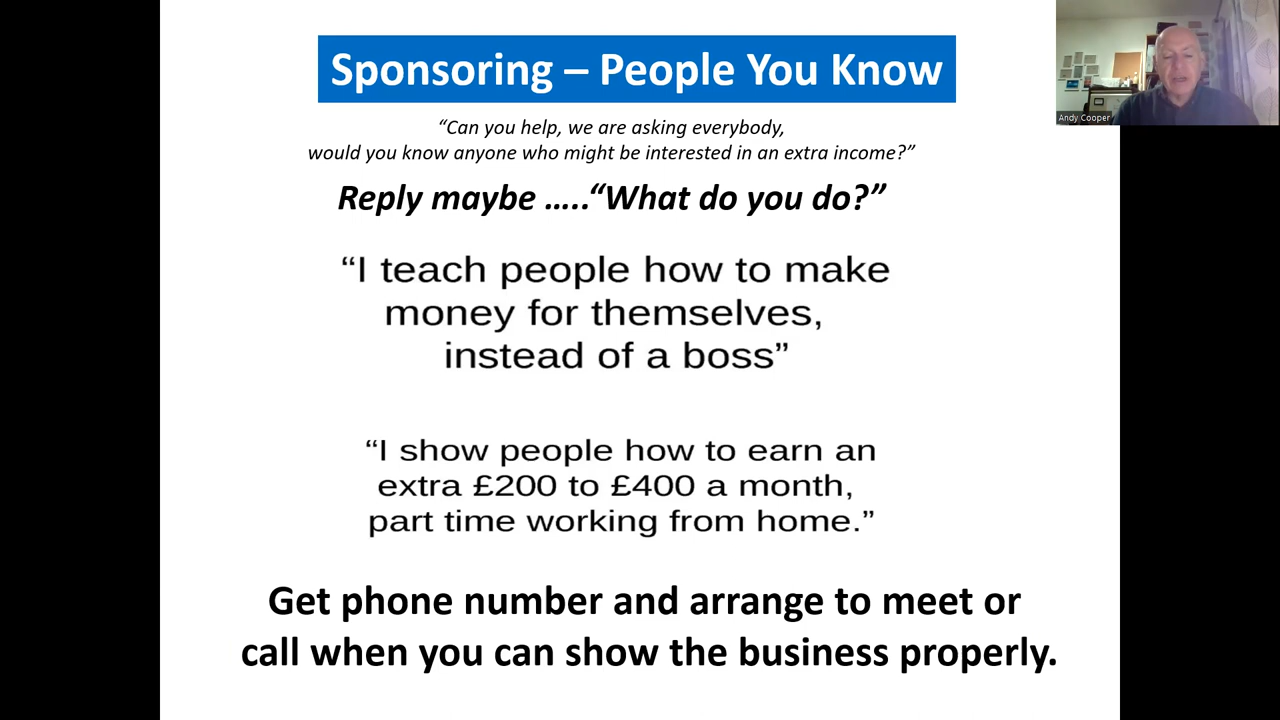 Sponsoring – People You Know
“Can you help, we are asking everybody,
would you know anyone who might be interested in an extra income?”
Reply maybe …..“What do you do?”
“I teach people how to make
money for themselves,
instead of a boss”
“I show people how to earn an
extra £200 to £400 a month,
part time working from home.”
Get phone number and arrange to meet or
call when you can show the business properly.
Andy Cooper